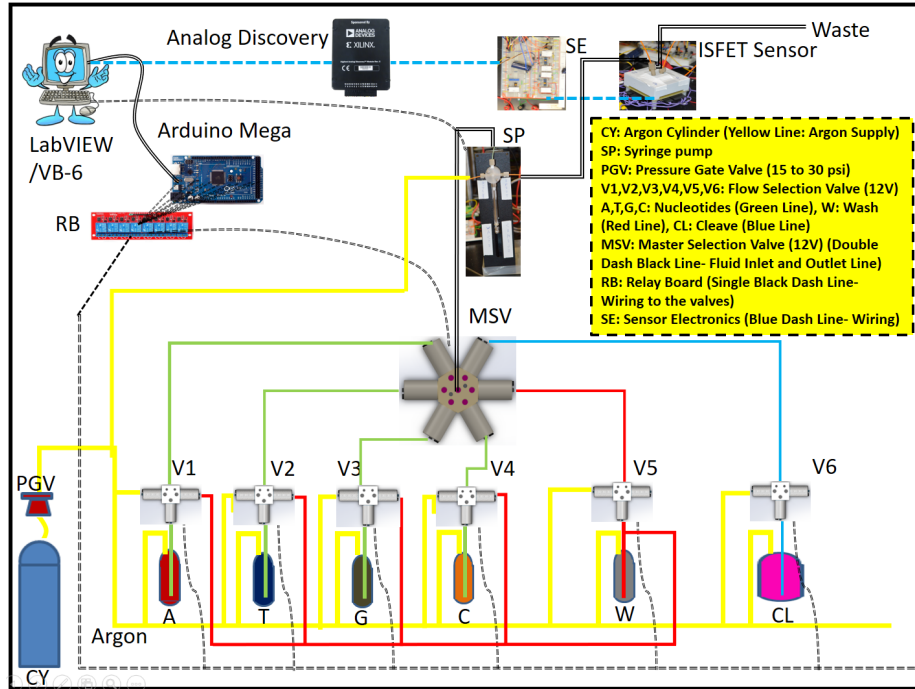 Analog Discovery
ANALOG
DEVICES
XILINX
SE
Waste
ISFET Sensor
LabVIEW
/VB-6
Arduino Mega
SP
RB
CY: Argon Cylinder (Yellow Line: Argon Supply)
SP: Syringe pump
PGV: Pressure Gate Valve (15 to 30 psi)
V1,V2,V3,V4,V5,V6: Flow Selection Valve (12V)
A,T,G,C: Nucleotides (Green Line), W: Wash
(Red Line), CL: Cleave (Blue Line)
MSV: Master Selection Valve (12V) (Double
Dash Black Line- Fluid Inlet and Outlet Line)
RB: Relay Board (Single Black Dash Line-
Wiring to the valves)
SE: Sensor Electronics (Blue Dash Line- Wiring)
MSV
V1
V2
V3
V4
V5
V6
PGV
A
T
G
C
W
CL
Argon
CY